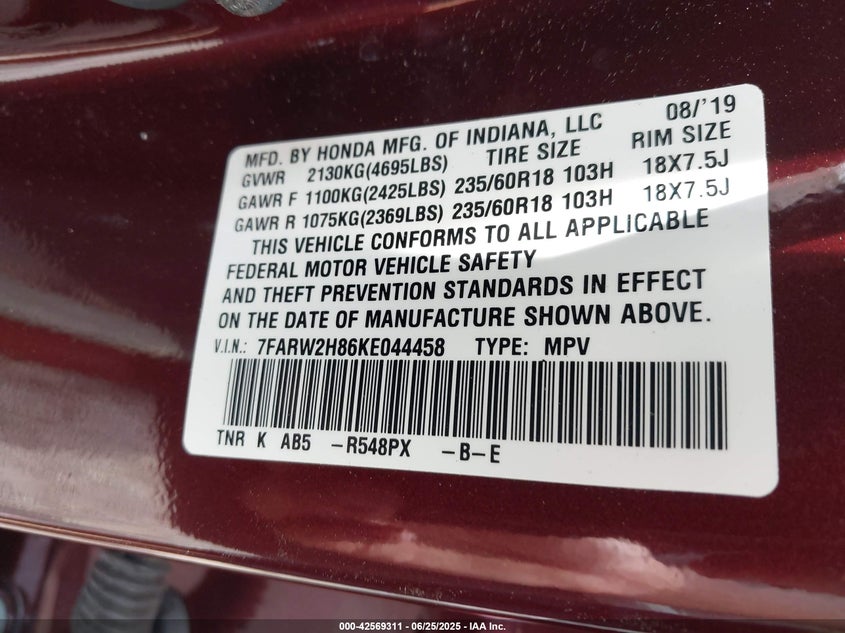 08/'19
MFD. BY HONDA MFG. OF INDIANA, LLC
GVWR 2130KG(4695LBS) TIRE SIZE RIM SIZE
GAWR F 1100KG(2425LBS) 235/60R18 103H 18X7.5J
GAWR R 1075KG(2369LBS) 235/60R18 103H 18X7.5J
THIS VEHICLE CONFORMS TO ALL APPLICABLE
FEDERAL MOTOR VEHICLE SAFETY
AND THEFT PREVENTION STANDARDS IN EFFECT
ON THE DATE OF MANUFACTURE SHOWN ABOVE.
V.I.N.: 7FARW2H86KE044458 TYPE: MPV
TNR K AB5 -R548PX -B-E
000-42569311 - 06/25/2025 - IAA Inc.